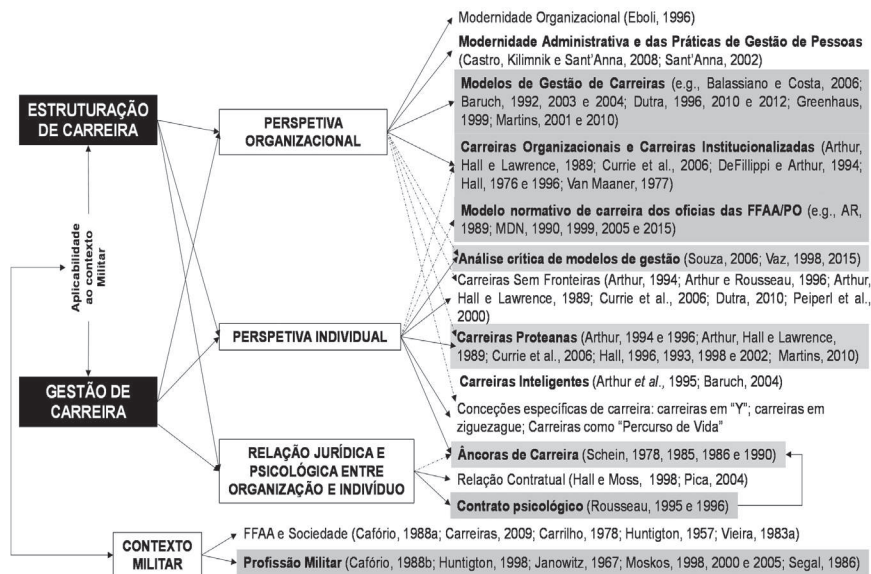 ESTRUTURAÇÃO
DE CARREIRA
Aplicabilidade
ao contexto
Militar
GESTÃO DE
CARREIRA
PERSPETIVA
ORGANIZACIONAL
PERSPETIVA INDIVIDUAL
RELAÇÃO JURÍDICA E
PSICOLÓGICA ENTRE
ORGANIZAÇÃO E INDIVÍDUO
CONTEXTO
MILITAR
Modernidade Organizacional (Eboli, 1996)
Modernidade Administrativa e das Práticas de Gestão de Pessoas
(Castro, Kilimnik e Sant'Anna, 2008; Sant'Anna, 2002)
Modelos de Gestão de Carreiras (e.g., Balassiano e Costa, 2006;
Baruch, 1992, 2003 e 2004; Dutra, 1996, 2010 e 2012; Greenhaus,
1999; Martins, 2001 e 2010)
Carreiras Organizacionais e Carreiras Institucionalizadas (Arthur,
Hall e Lawrence, 1989; Currie et al., 2006; DeFillippi e Arthur, 1994;
Hall, 1976 e 1996; Van Maaner, 1977)
Modelo normativo de carreira dos oficias das FFAA/PO (e.g., AR,
1989; MDN, 1990, 1999, 2005 e 2015)
Análise crítica de modelos de gestão (Souza, 2006; Vaz, 1998, 2015)
Carreiras Sem Fronteiras (Arthur, 1994; Arthur e Rousseau, 1996; Arthur,
Hall e Lawrence, 1989; Currie et al., 2006; Dutra, 2010; Peiperl et al.,
2000)
Carreiras Proteanas (Arthur, 1994 e 1996; Arthur, Hall e Lawrence,
1989; Currie et al., 2006; Hall, 1996, 1993, 1998 e 2002; Martins, 2010)
Carreiras Inteligentes (Arthur et al., 1995; Baruch, 2004)
Conceções específicas de carreira: carreiras em "Y"; carreiras em
ziguezague; Carreiras como "Percurso de Vida"
Âncoras de Carreira (Schein, 1978, 1985, 1986 e 1990)
Relação Contratual (Hall e Moss, 1998; Pica, 2004)
Contrato psicológico (Rousseau, 1995 e 1996)
FFAA e Sociedade (Cafório, 1988a; Carreiras, 2009; Carrilho, 1978; Huntigton, 1957; Vieira, 1983a)
Profissão Militar (Cafório, 1988b; Huntigton, 1998; Janowitz, 1967; Moskos, 1998, 2000 e 2005; Segal, 1986)